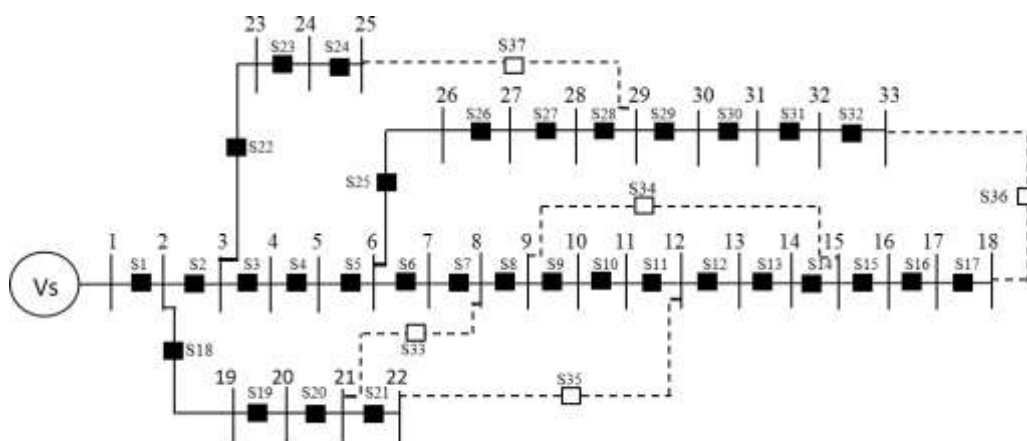 23 24 25
S23 S24
S37
26 27 28 29 30 31 32 33
S26 S27 S28 S29 S30 S31 S32
S22
S25
S34
S36
1 2 3 4 5 6 7 8 9 10 11 12 13 14 15 16 17 18
Vs
S1 S2 S3 S4 S5 S6 S7 S8 S9 S10 S11 S12 S13 S14 S15 S16 S17
S33
S18
19 20 21 22
S19 S20 S21
S35